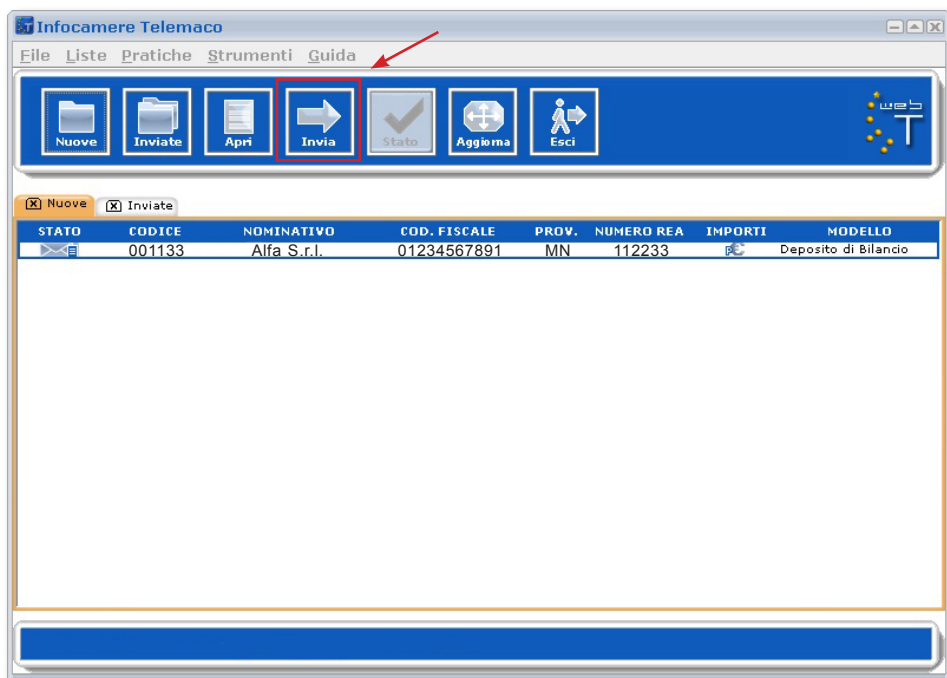 Infocamere Telemaco
File Liste Pratiche Strumenti Guida
Nuove Inviate Apri Invia Stato Aggiorna Esci
web T
Nuove Inviate
STATO CODICE NOMINATIVO COD. FISCALE PROV. NUMERO REA IMPORTI MODELLO
001133 Alfa S.r.l. 01234567891 MN 112233 P€ Deposito di Bilancio